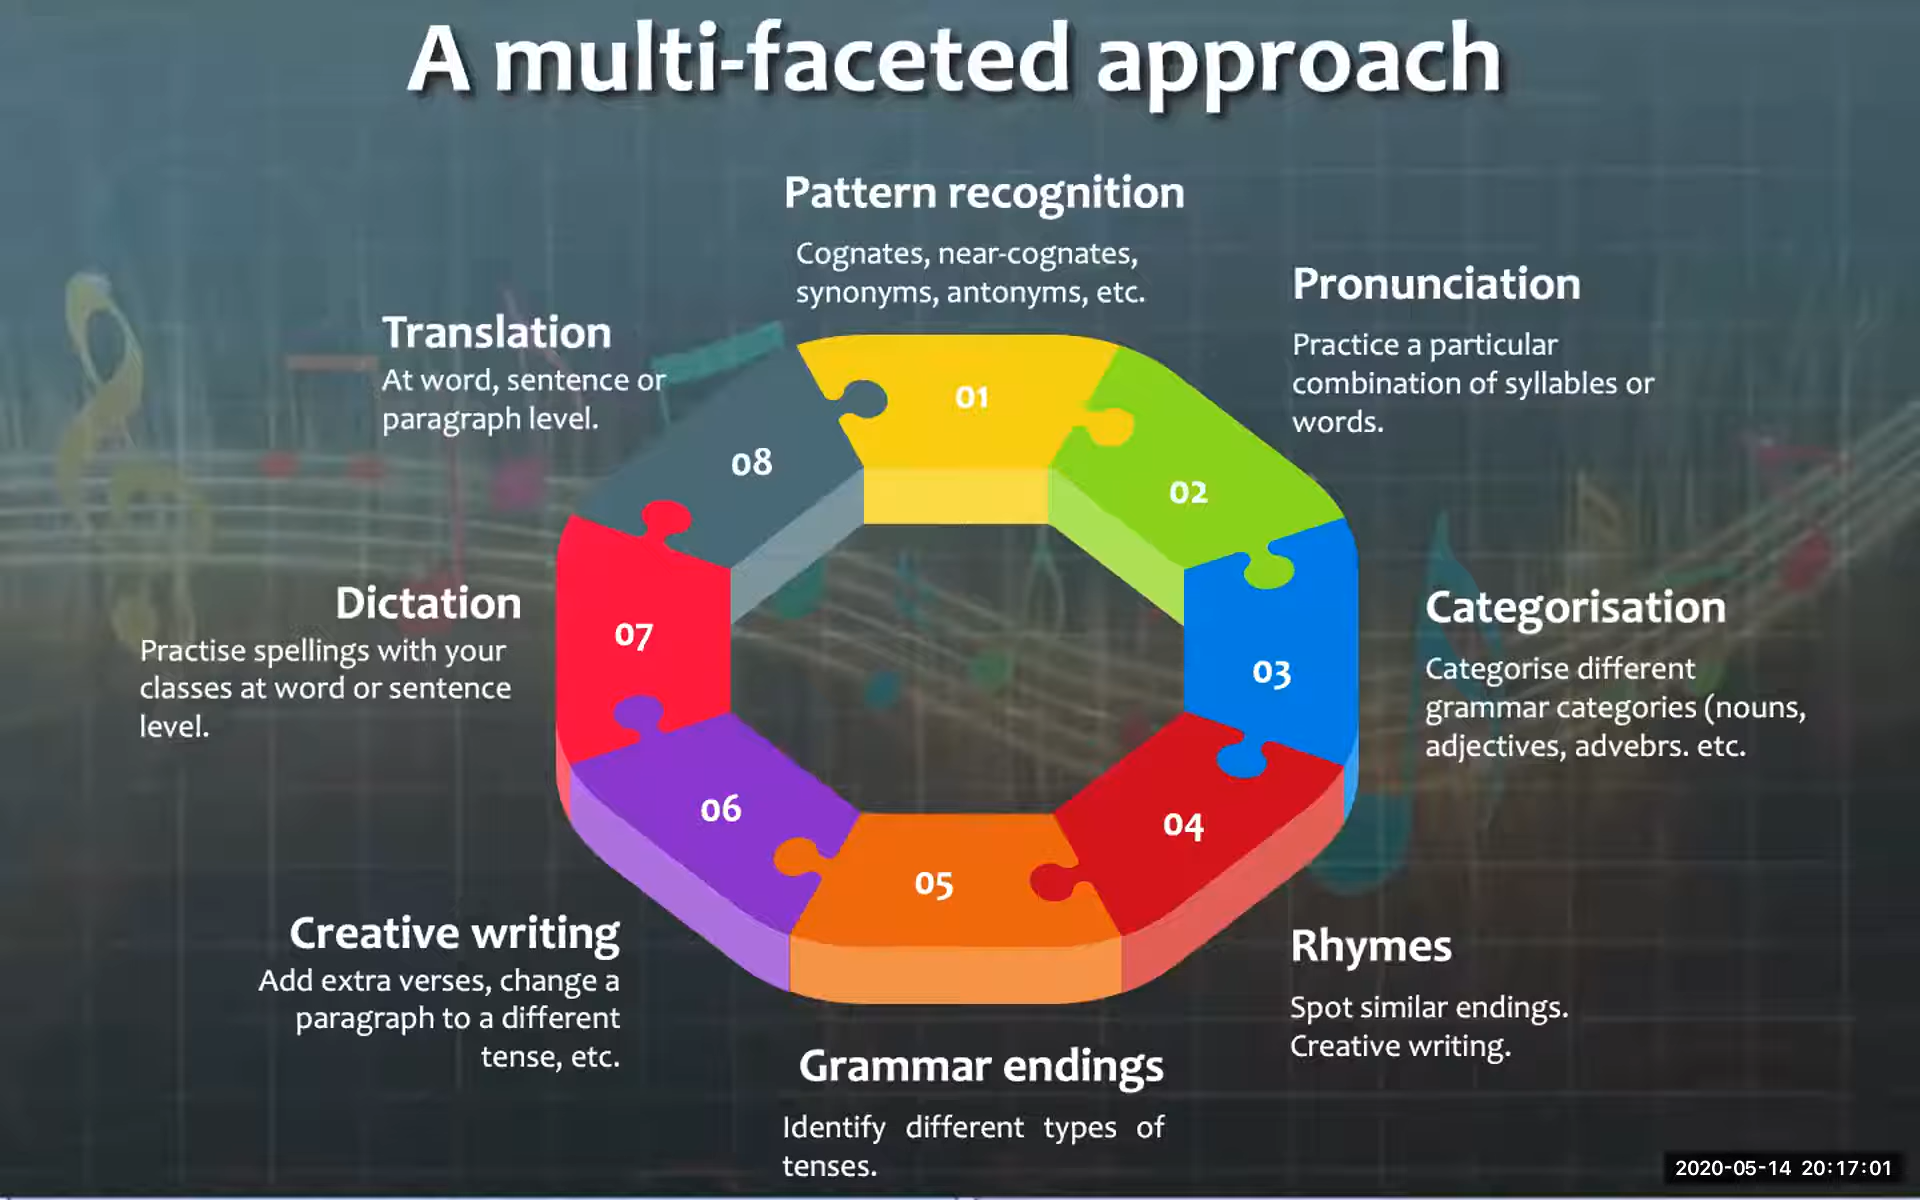 A multi-faceted approach
Pattern recognition
Cognates, near-cognates,
synonyms, antonyms, etc.
Pronunciation
Practice a particular
combination of syllables or
words.
Translation
At word, sentence or
paragraph level.
01
02
03
04
05
06
07
08
Categorisation
Categorise different
grammar categories (nouns,
adjectives, advebrs. etc.
Dictation
Practise spellings with your
classes at word or sentence
level.
Rhymes
Spot similar endings.
Creative writing.
Creative writing
Add extra verses, change a
paragraph to a different
tense, etc.
Grammar endings
Identify different types of
tenses.
2020-05-14 20:17:01